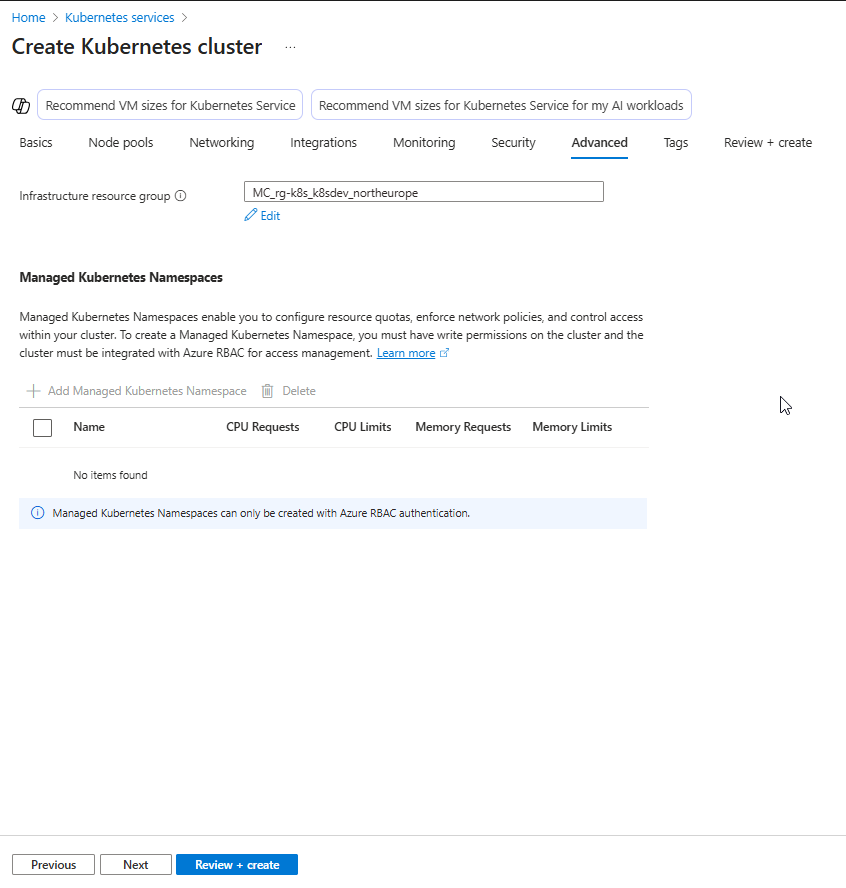 Home > Kubernetes services >
Create Kubernetes cluster ...
Recommend VM sizes for Kubernetes Service Recommend VM sizes for Kubernetes Service for my AI workloads
Basics Node pools Networking Integrations Monitoring Security Advanced Tags Review + create
Infrastructure resource group MC_rg-k8s_k8sdev_northeurope
Edit
Managed Kubernetes Namespaces
Managed Kubernetes Namespaces enable you to configure resource quotas, enforce network policies, and control access
within your cluster. To create a Managed Kubernetes Namespace, you must have write permissions on the cluster and the
cluster must be integrated with Azure RBAC for access management. Learn more
Add Managed Kubernetes Namespace Delete
Name CPU Requests CPU Limits Memory Requests Memory Limits
No items found
Managed Kubernetes Namespaces can only be created with Azure RBAC authentication.
Previous Next Review + create